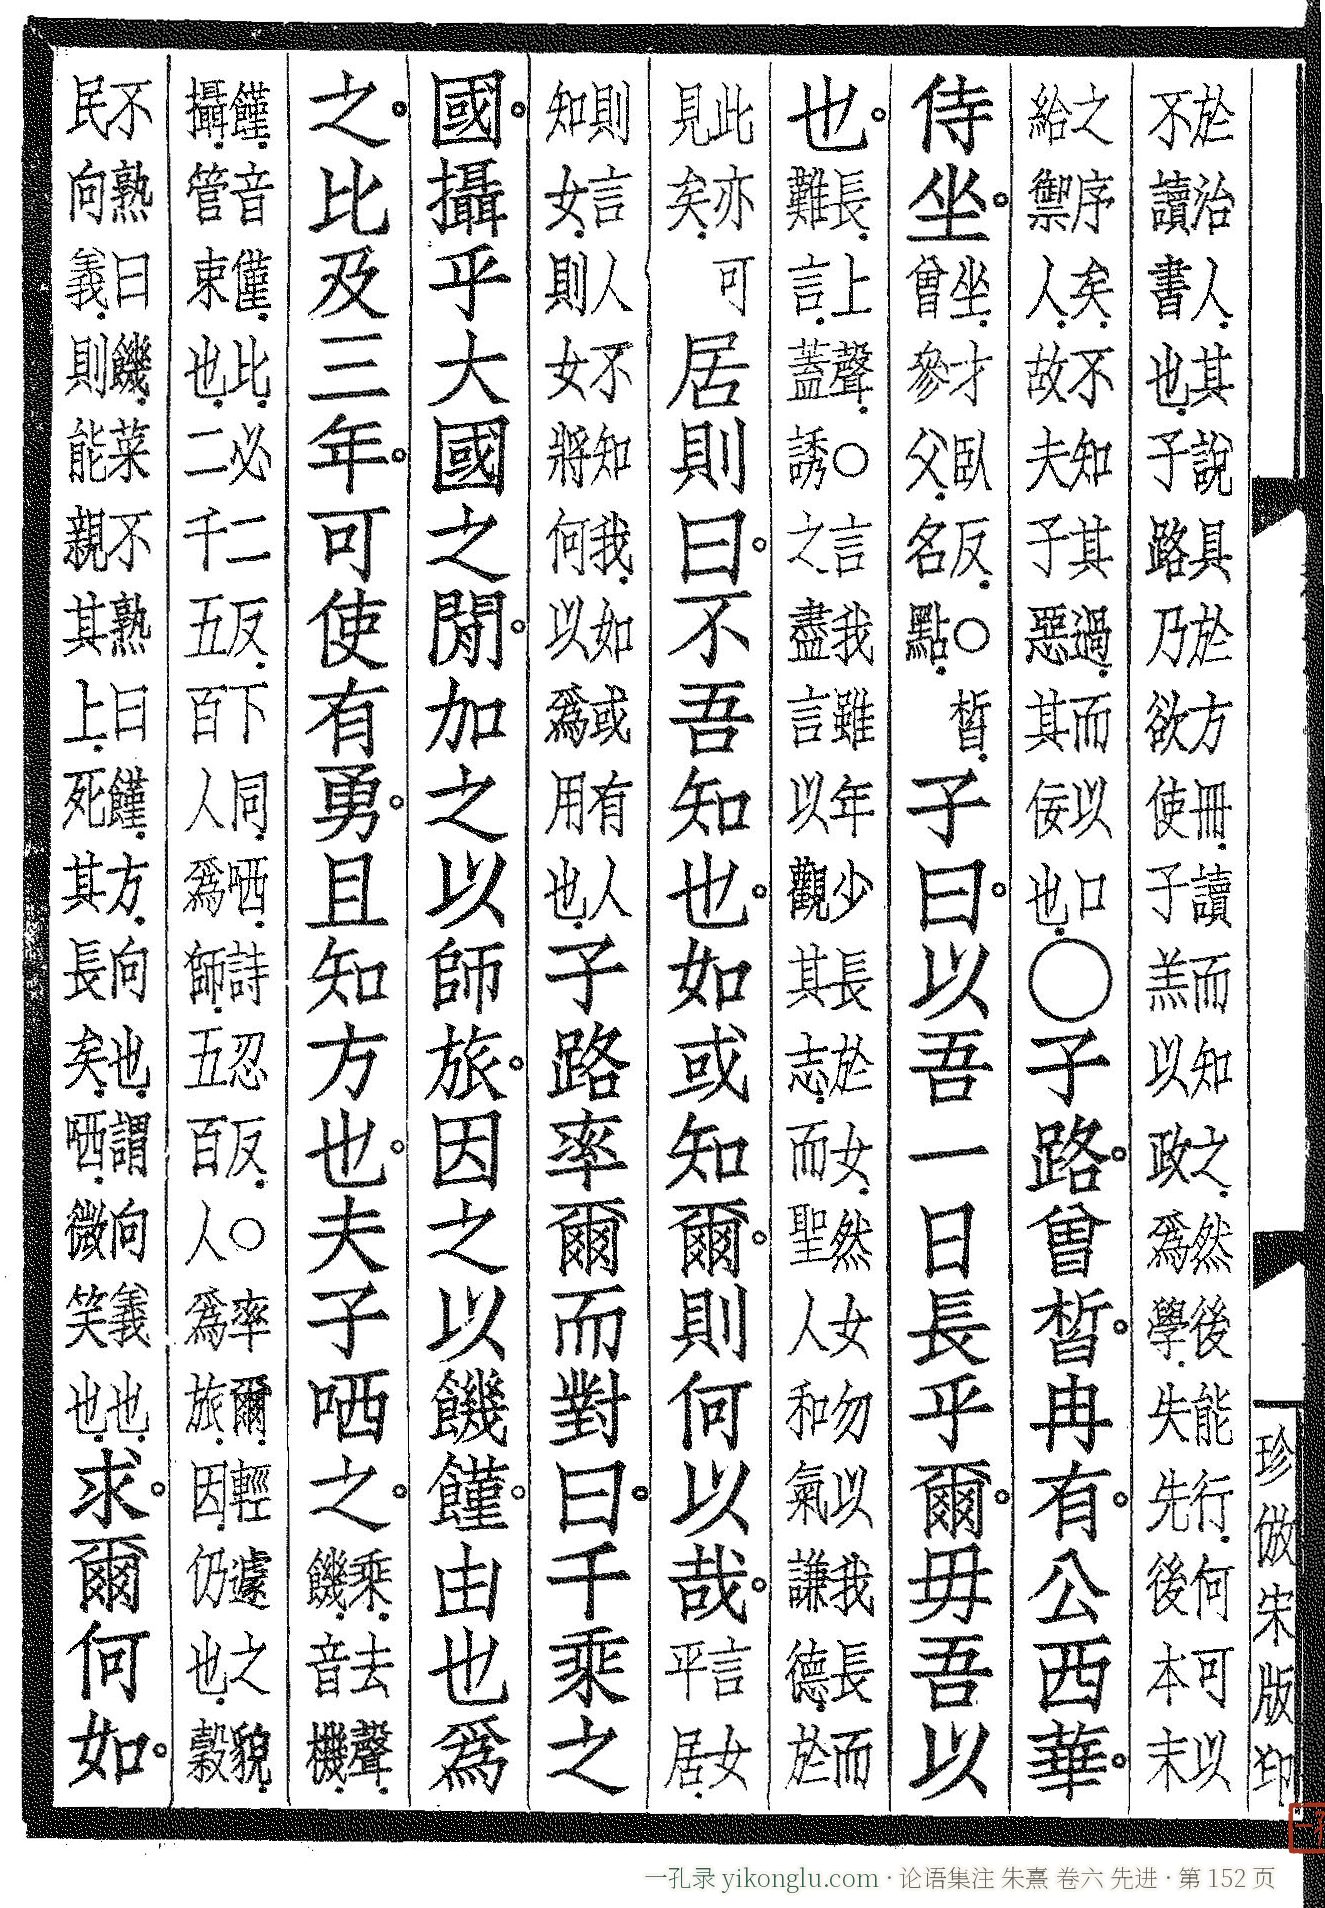 於治人.其說具於方冊.讀而知之.然後能行.何可以
不讀書也.子路乃欲使子羔以政爲學.失先後本末
之序矣.不知其過.而以口
給禦人.故夫子惡其佞也.
○子路。曾皙。冉有。公西華。
侍坐。
坐.才臥反.○皙.
曾參父.名點.
子曰。以吾一日長乎爾。毋吾以
也。
長.上聲.○言我雖年少長於女.然女勿以我長而
難言.蓋誘之.盡言以觀其志.而聖人和氣謙德.於
此亦可
見矣.
居則曰。不吾知也。如或知爾。則何以哉。
言女
平居.
則言人不知我.如或有人
知女.則女將何以爲用也.
子路率爾而對曰。千乘之
國。攝乎大國之閒。加之以師旅。因之以饑饉。由也爲
之。比及三年。可使有勇。且知方也。夫子哂之。
乘.去聲.
饑.音機.
饉.音僅.比.必二反.下同.哂.詩忍反.○率爾.輕遽之貌.
攝.管束也.二千五百人爲師.五百人爲旅.因.仍也.穀
不熟曰饑.菜不熟曰饉.方.向也.謂向義也.
民向義.則能親其上.死其長矣.哂.微笑也.
求。爾何如。
珍倣宋版印
一孔录 yikonglu.com · 论语集注 朱熹 卷六 先进 · 第 152 页